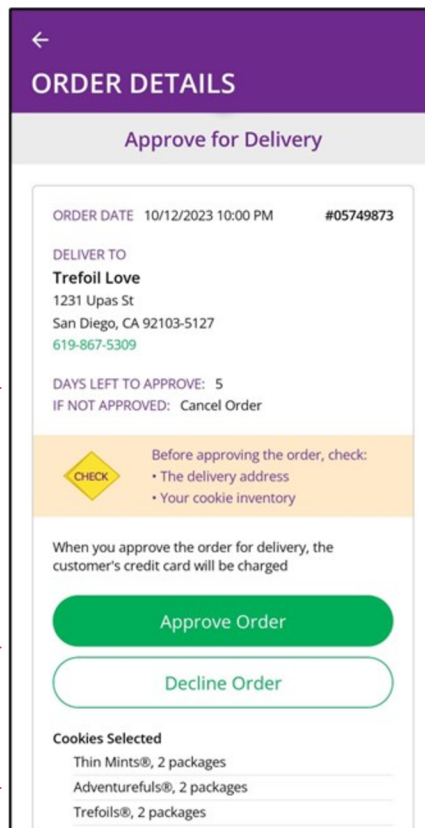 ORDER DETAILS
Approve for Delivery
ORDER DATE 10/12/2023 10:00 PM #05749873
DELIVER TO
Trefoil Love
1231 Upas St
San Diego, CA 92103-5127
619-867-5309
DAYS LEFT TO APPROVE: 5
IF NOT APPROVED: Cancel Order
CHECK
Before approving the order, check:
• The delivery address
• Your cookie inventory
When you approve the order for delivery, the
customer's credit card will be charged
Approve Order
Decline Order
Cookies Selected
Thin Mints®, 2 packages
Adventurefuls®, 2 packages
Trefoils®, 2 packages